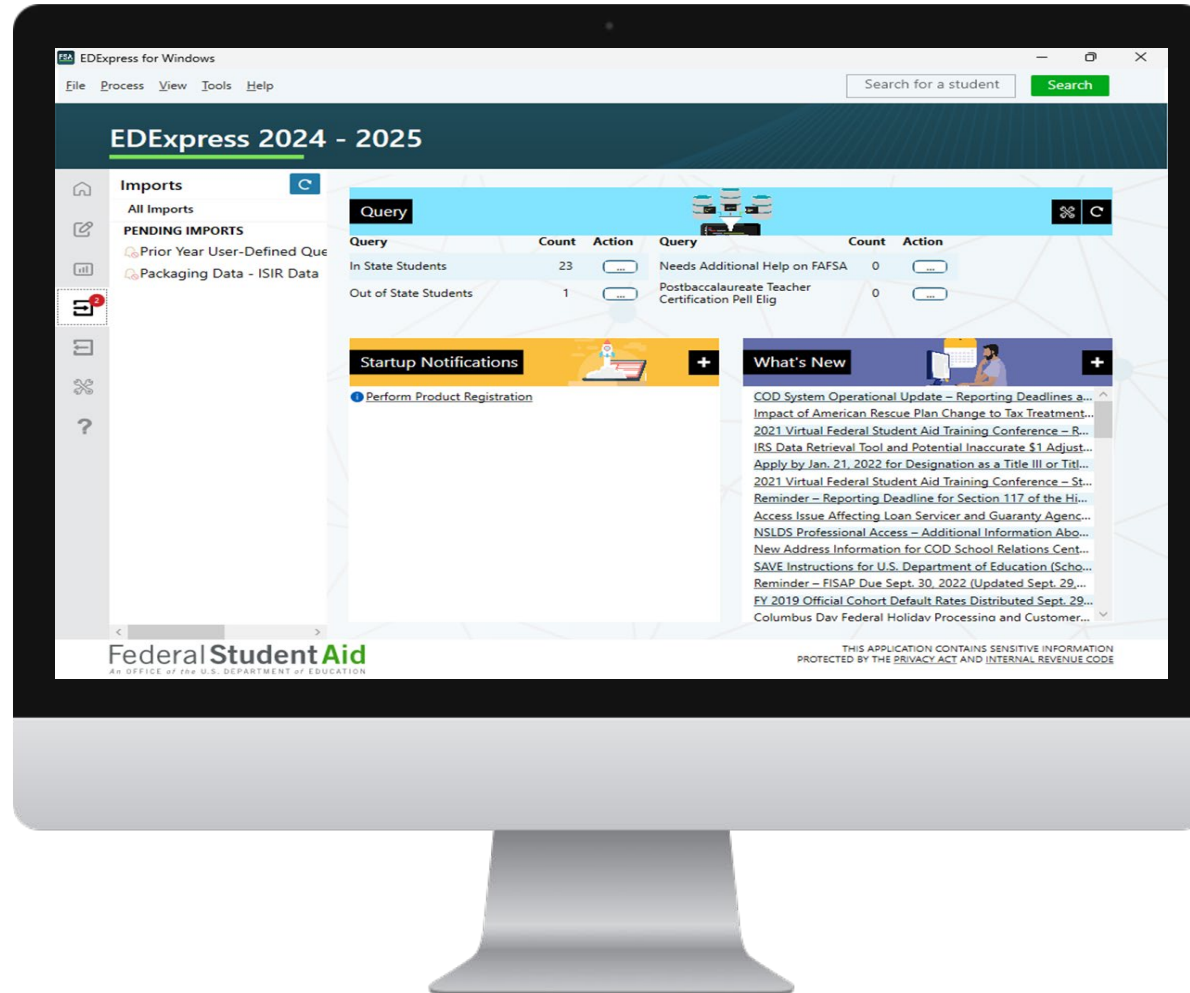 FSA EDExpress for Windows
File Process View Tools Help
Search for a student Search
EDExpress 2024 - 2025
Imports
All Imports
PENDING IMPORTS
Prior Year User-Defined Que
Packaging Data - ISIR Data
2
?
Query
Query Count Action Query Count Action
In State Students 23 ... Needs Additional Help on FAFSA 0 ...
Out of State Students 1 ... Postbaccalaureate Teacher
Certification Pell Elig 0 ...
Startup Notifications +
Perform Product Registration
What's New +
COD System Operational Update – Reporting Deadlines a...
Impact of American Rescue Plan Change to Tax Treatment...
2021 Virtual Federal Student Aid Training Conference – R...
IRS Data Retrieval Tool and Potential Inaccurate $1 Adjust...
Apply by Jan. 21, 2022 for Designation as a Title III or Titl...
2021 Virtual Federal Student Aid Training Conference – St...
Reminder – Reporting Deadline for Section 117 of the Hi...
Access Issue Affecting Loan Servicer and Guaranty Agenc...
NSLDS Professional Access – Additional Information Abo...
New Address Information for COD School Relations Cent...
SAVE Instructions for U.S. Department of Education (Scho...
Reminder – FISAP Due Sept. 30, 2022 (Updated Sept. 29,...
FY 2019 Official Cohort Default Rates Distributed Sept. 29...
Columbus Day Federal Holiday Processing and Customer...
Federal Student Aid
An OFFICE of the U.S. DEPARTMENT of EDUCATION
THIS APPLICATION CONTAINS SENSITIVE INFORMATION
PROTECTED BY THE PRIVACY ACT AND INTERNAL REVENUE CODE